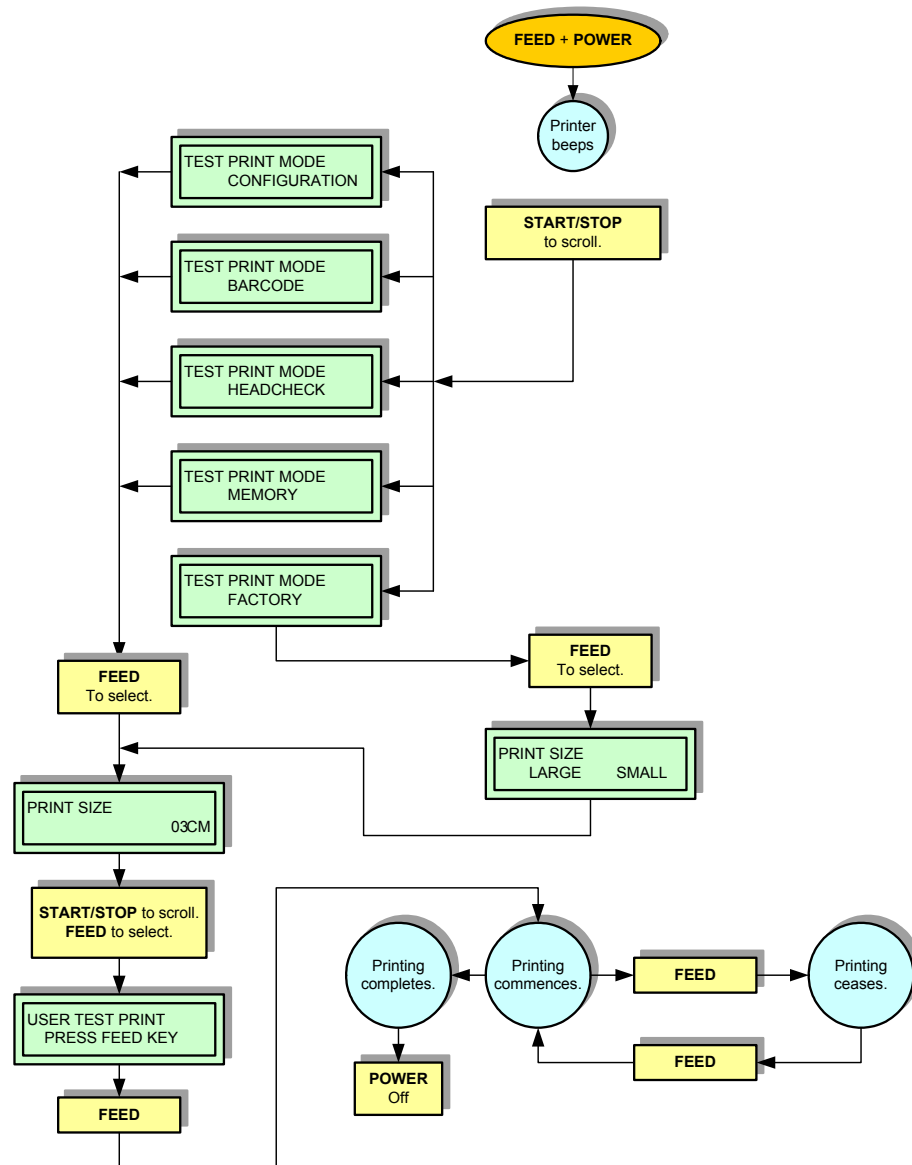 FEED + POWER
Printer
beeps
START/STOP
to scroll.
TEST PRINT MODE
CONFIGURATION
TEST PRINT MODE
BARCODE
TEST PRINT MODE
HEADCHECK
TEST PRINT MODE
MEMORY
TEST PRINT MODE
FACTORY
FEED
To select.
FEED
To select.
PRINT SIZE
LARGE SMALL
PRINT SIZE
03CM
START/STOP to scroll.
FEED to select.
USER TEST PRINT
PRESS FEED KEY
FEED
Printing
completes.
Printing
commences.
FEED
Printing
ceases.
FEED
POWER
Off